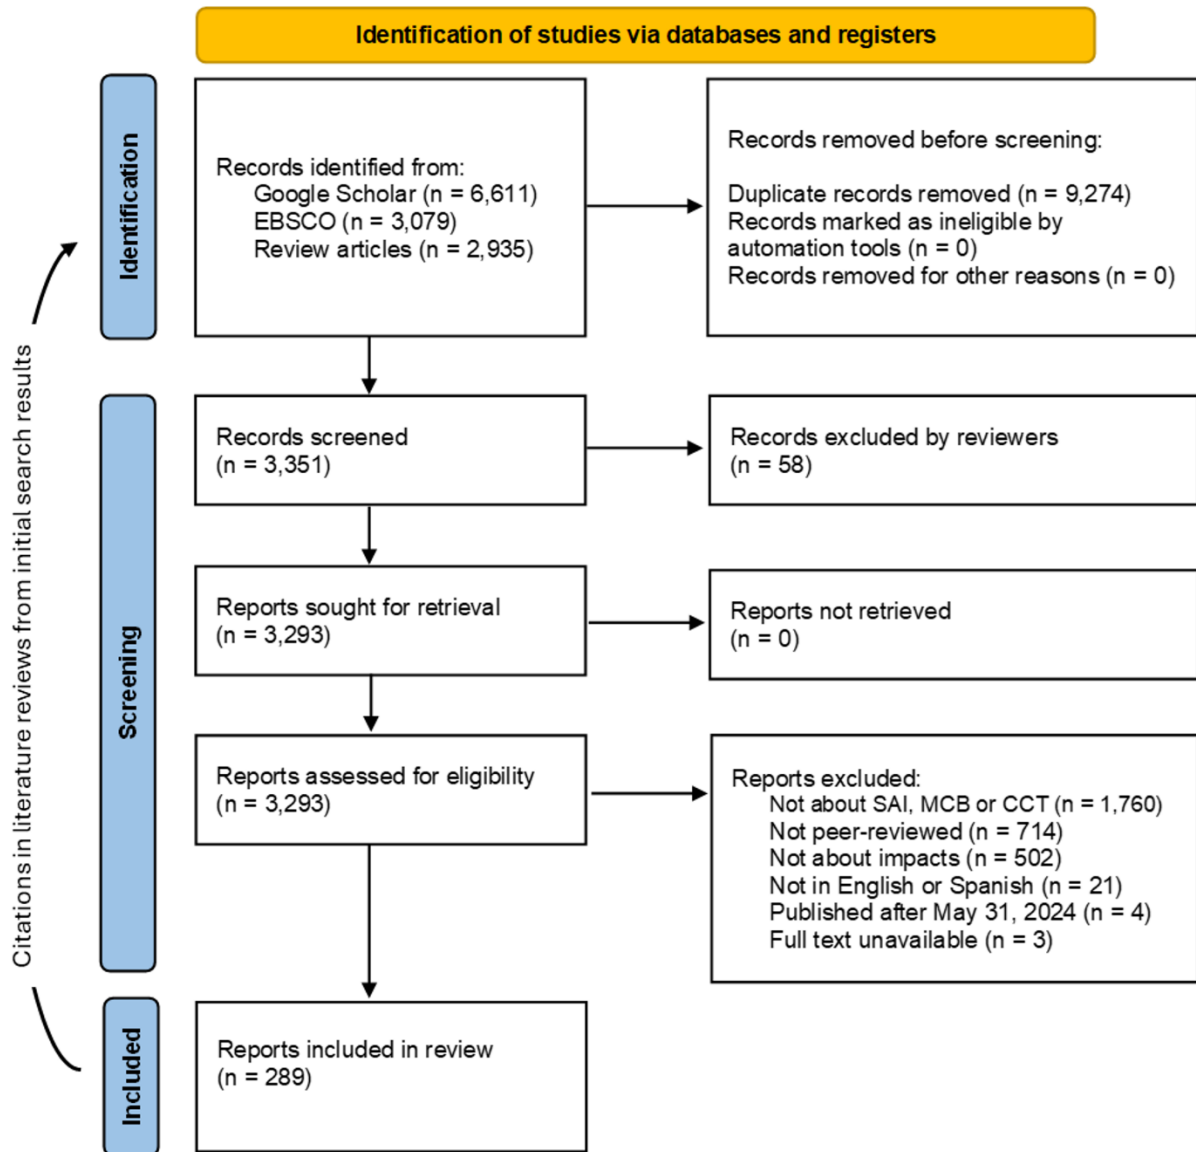 Identification of studies via databases and registers
Identification
Records identified from:
Google Scholar (n = 6,611)
EBSCO (n = 3,079)
Review articles (n = 2,935)
Records removed before screening:
Duplicate records removed (n = 9,274)
Records marked as ineligible by
automation tools (n = 0)
Records removed for other reasons (n = 0)
Citations in literature reviews from initial search results
Screening
Records screened
(n = 3,351)
Records excluded by reviewers
(n = 58)
Reports sought for retrieval
(n = 3,293)
Reports not retrieved
(n = 0)
Reports assessed for eligibility
(n = 3,293)
Reports excluded:
Not about SAI, MCB or CCT (n = 1,760)
Not peer-reviewed (n = 714)
Not about impacts (n = 502)
Not in English or Spanish (n = 21)
Published after May 31, 2024 (n = 4)
Full text unavailable (n = 3)
Included
Reports included in review
(n = 289)